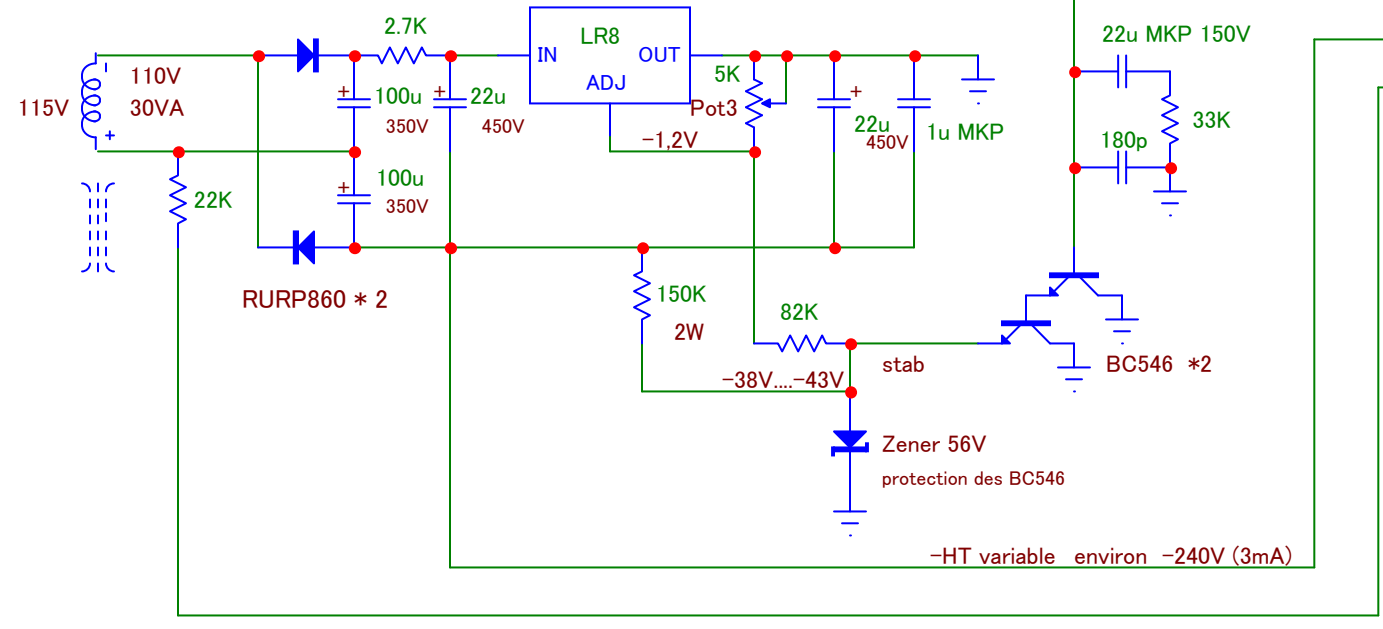 2.7K
LR8
IN
OUT
ADJ
22u MKP 150V
115V
110V
30VA
+
+
100u
350V
+
22u
450V
5K
Pot3
+
22u
450V
1u MKP
33K
180p
−1,2V
22K
+
100u
350V
RURP860 * 2
150K
2W
82K
stab
−38V....−43V
BC546 *2
Zener 56V
protection des BC546
−HT variable environ −240V (3mA)